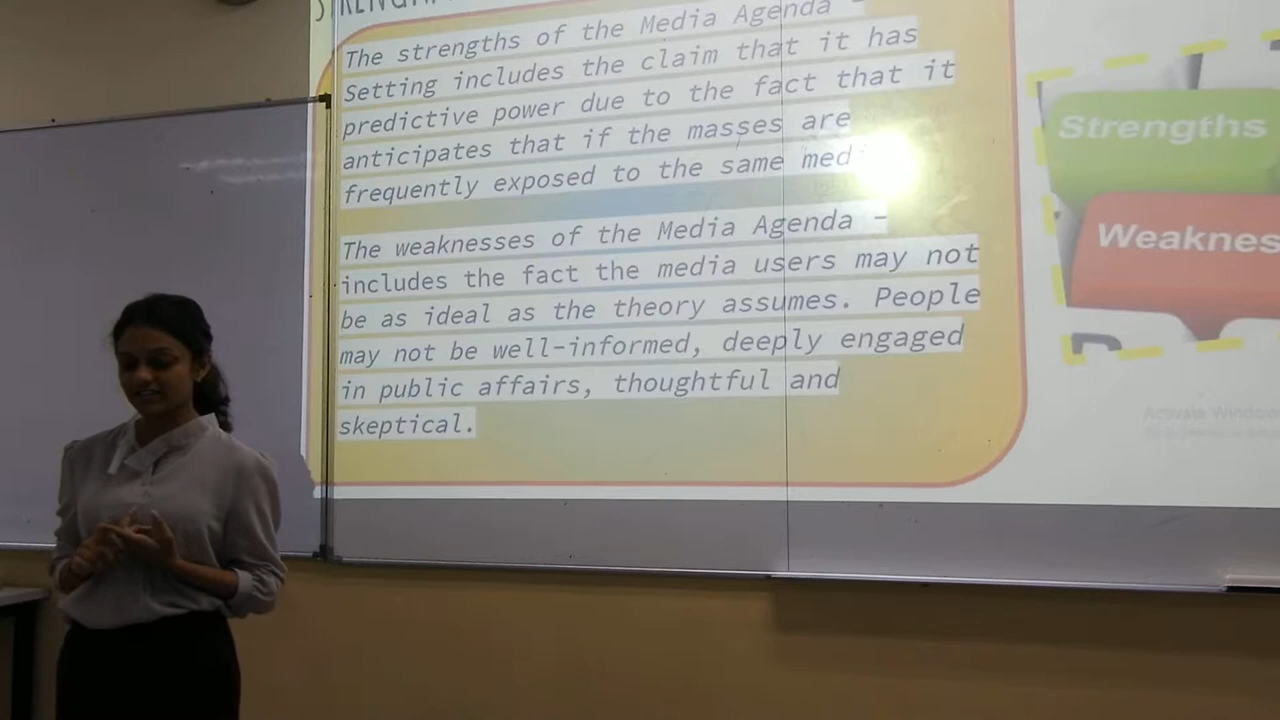 The strengths of the Media Agenda -
Setting includes the claim that it has
predictive power due to the fact that it
anticipates that if the masses are
frequently exposed to the same
The weaknesses of the Media Agenda -
includes the fact the media users may not
be as ideal as the theory assumes. People
may not be well-informed, deeply engaged
in public affairs, thoughtful and
skeptical.
Strengths
Activate